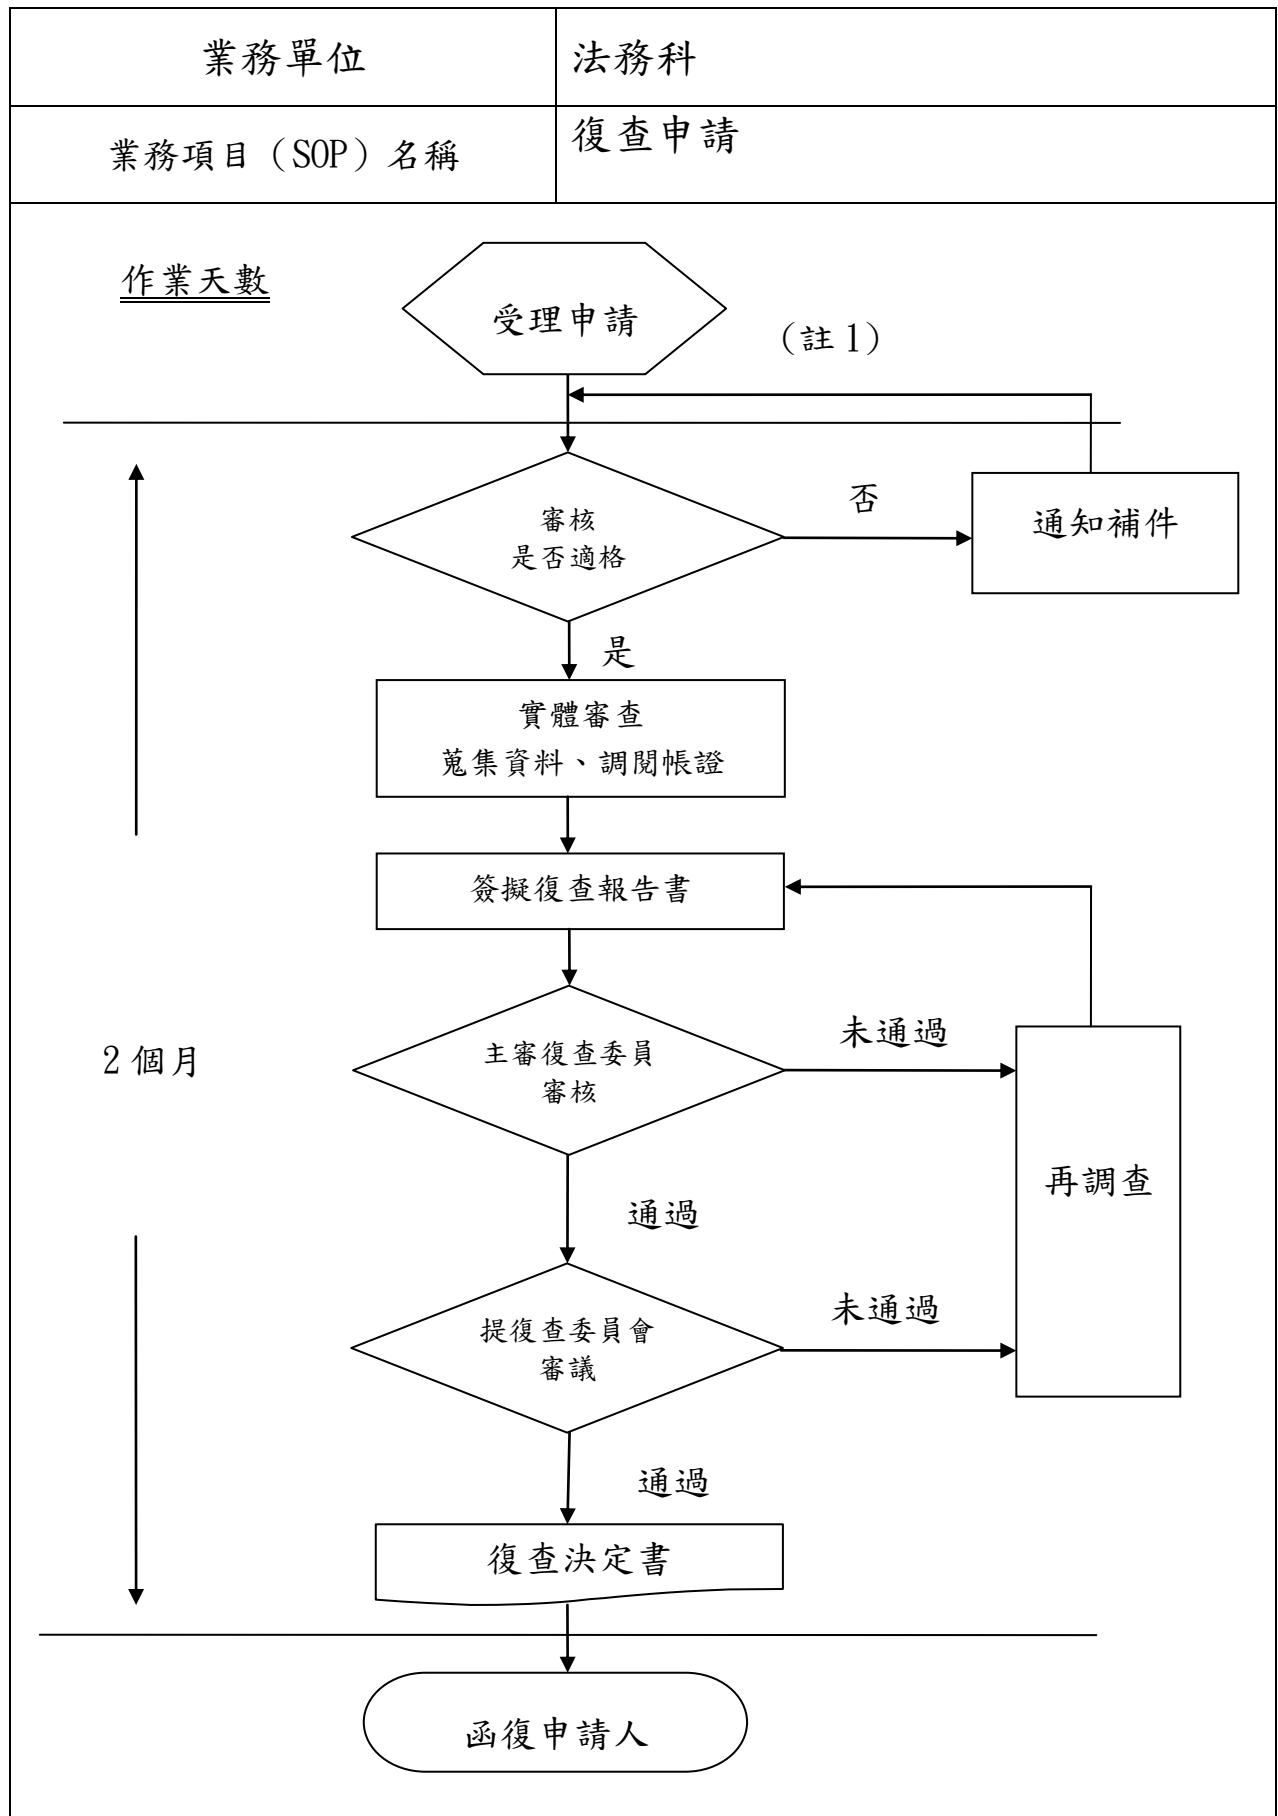 業務單位
法務科
業務項目（SOP）名稱
復查申請
作業天數
受理申請
（註1）
審核
是否適格
否
通知補件
是
實體審查
蒐集資料、調閱帳證
簽擬復查報告書
2個月
主審復查委員
審核
未通過
再調查
通過
提復查委員會
審議
未通過
通過
復查決定書
函復申請人